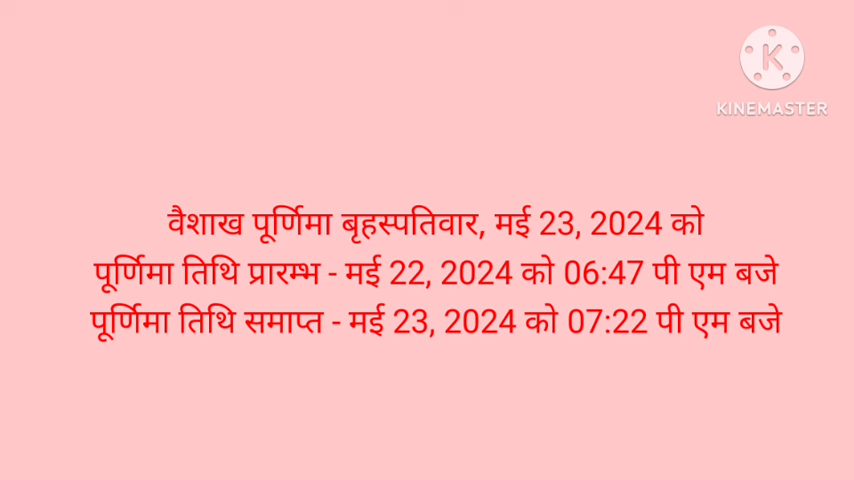 K
KINEMASTER
वैशाख पूर्णिमा बृहस्पतिवार, मई 23, 2024 को
पूर्णिमा तिथि प्रारम्भ - मई 22, 2024 को 06:47 पी एम बजे
पूर्णिमा तिथि समाप्त - मई 23, 2024 को 07:22 पी एम बजे